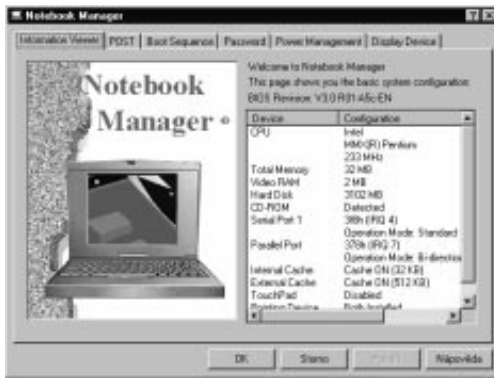 Notebook Manager
Information Viewer POST Boot Sequence Password Power Management Display Device
Notebook
Manager
Welcome to Notebook Manager
This page shows you the basic system configuration:
BIOS Revision: V3.0 R01-A5c-EN
Device Configuration
CPU Intel
MMX(R) Pentium
233 MHz
Total Memory 32 MB
Video RAM 2 MB
Hard Disk 3102 MB
CD-ROM Detected
Serial Port 1 3F8h (IRQ 4)
Operation Mode: Standard
Parallel Port 378h (IRQ 7)
Operation Mode: Bi-directio
Internal Cache Cache ON (32 KB)
External Cache Cache ON (512 KB)
TouchPad Disabled
Pointing Device Both Installed
OK Storno Nápověda